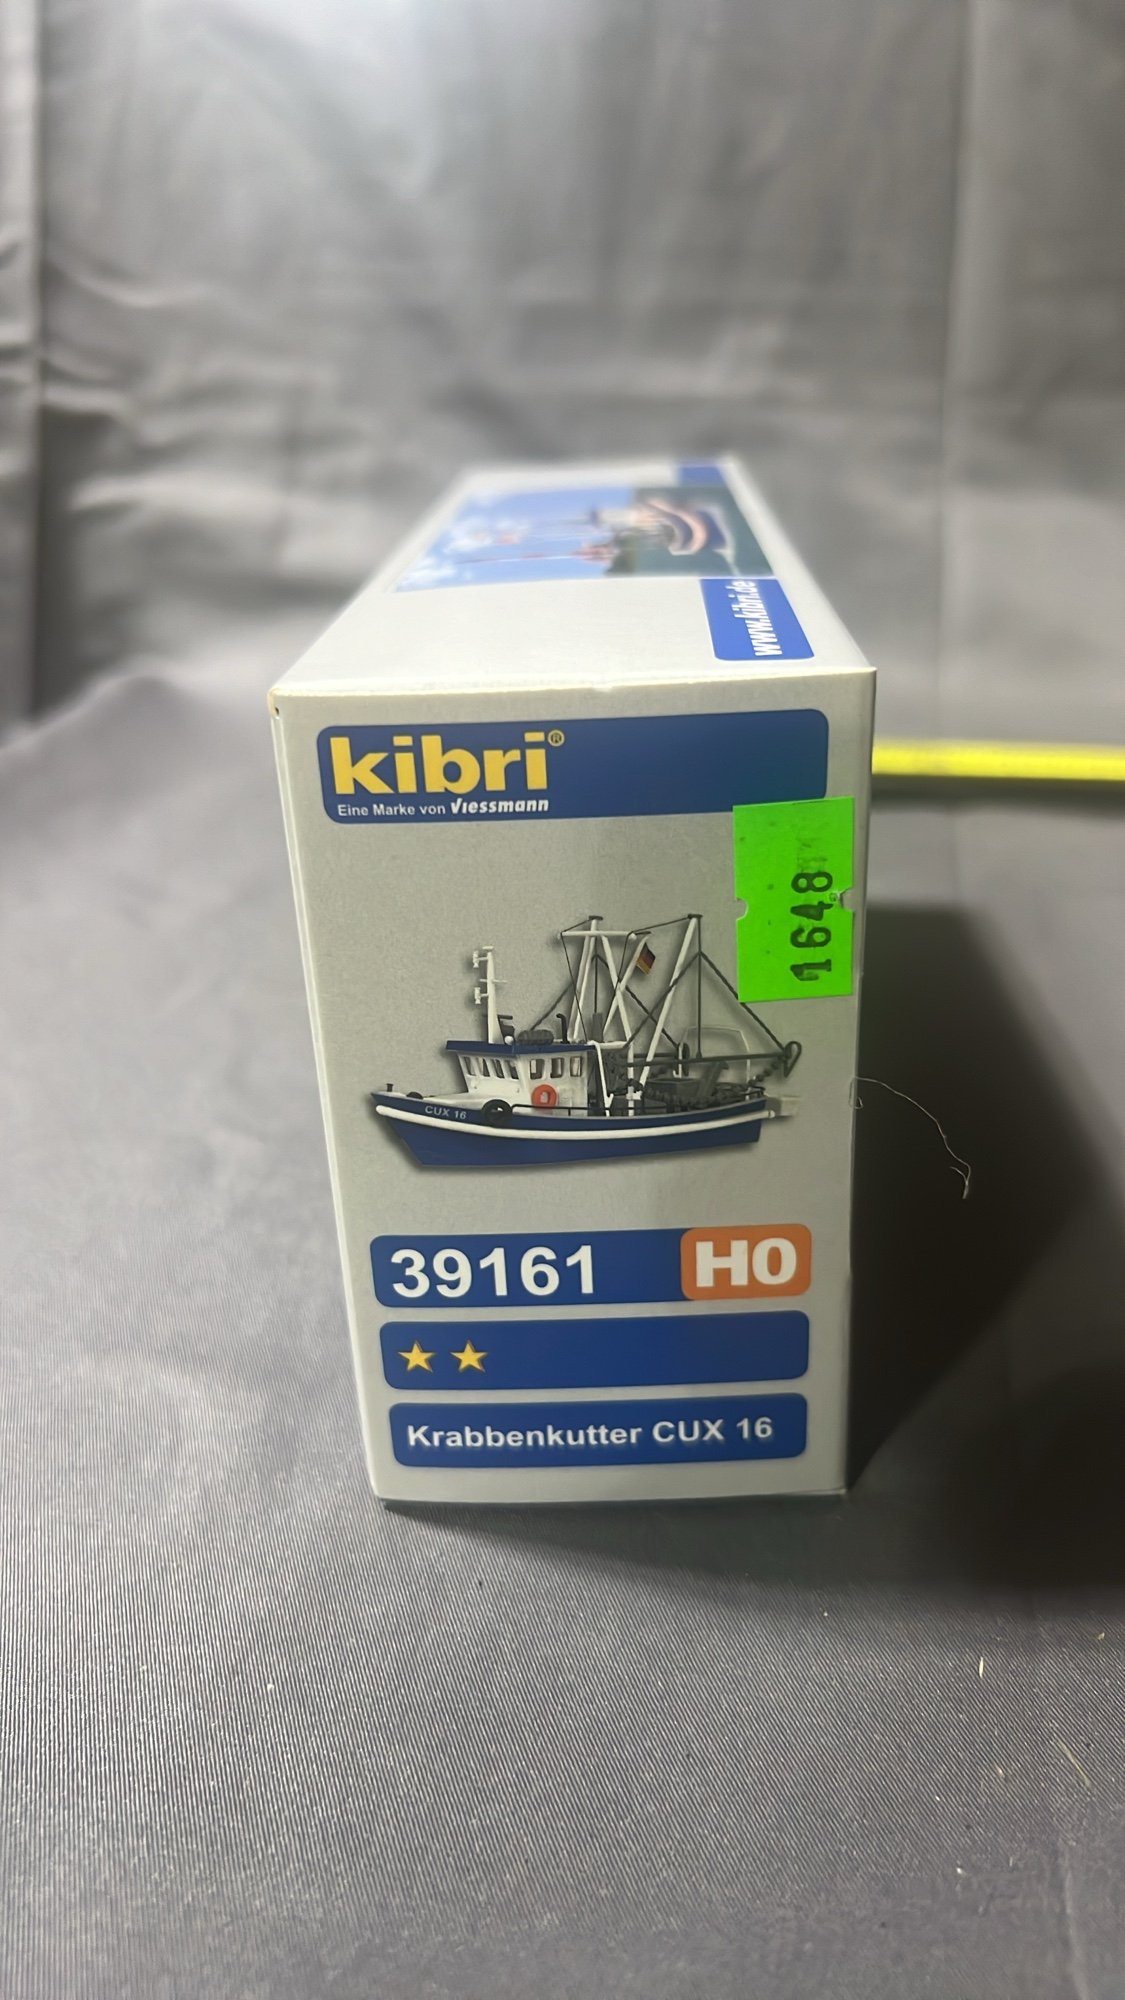 www.kibri.de
kibri®
Eine Marke von Viessmann
1648
CUX 16
39161 H0
Krabbenkutter CUX 16